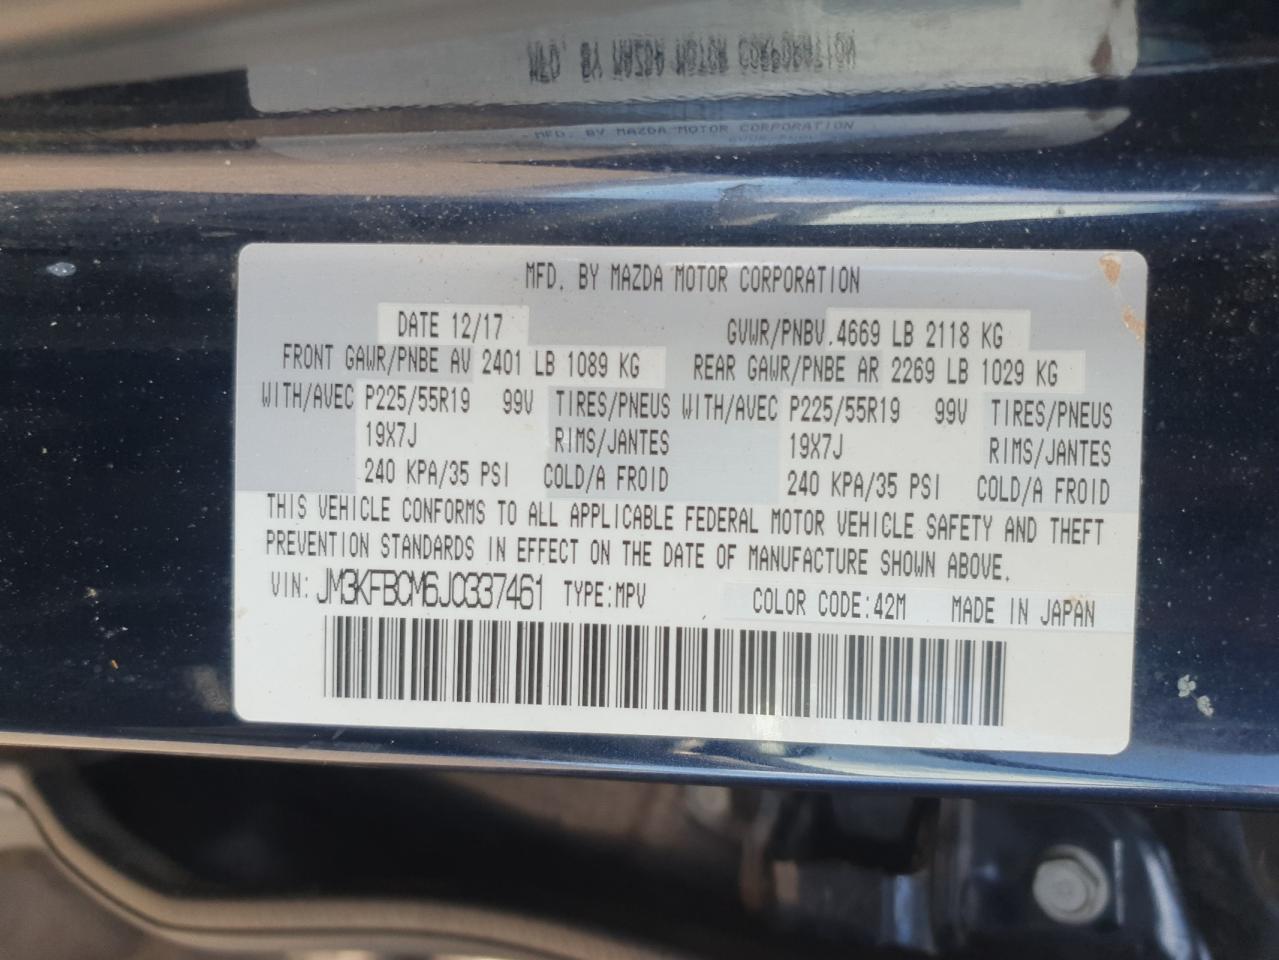 MFD. BY MAZDA MOTOR CORPORATION
MFD. BY MAZDA MOTOR CORPORATION
MFD. BY MAZDA MOTOR CORPORATION
DATE 12/17 GVWR/PNBV.4669 LB 2118 KG
FRONT GAWR/PNBE AV 2401 LB 1089 KG REAR GAWR/PNBE AR 2269 LB 1029 KG
WITH/AVEC P225/55R19 99V TIRES/PNEUS WITH/AVEC P225/55R19 99V TIRES/PNEUS
19X7J RIMS/JANTES 19X7J RIMS/JANTES
240 KPA/35 PSI COLD/A FROID 240 KPA/35 PSI COLD/A FROID
THIS VEHICLE CONFORMS TO ALL APPLICABLE FEDERAL MOTOR VEHICLE SAFETY AND THEFT
PREVENTION STANDARDS IN EFFECT ON THE DATE OF MANUFACTURE SHOWN ABOVE.
VIN: JM3KFBCM6J0337461 TYPE:MPV COLOR CODE:42M MADE IN JAPAN